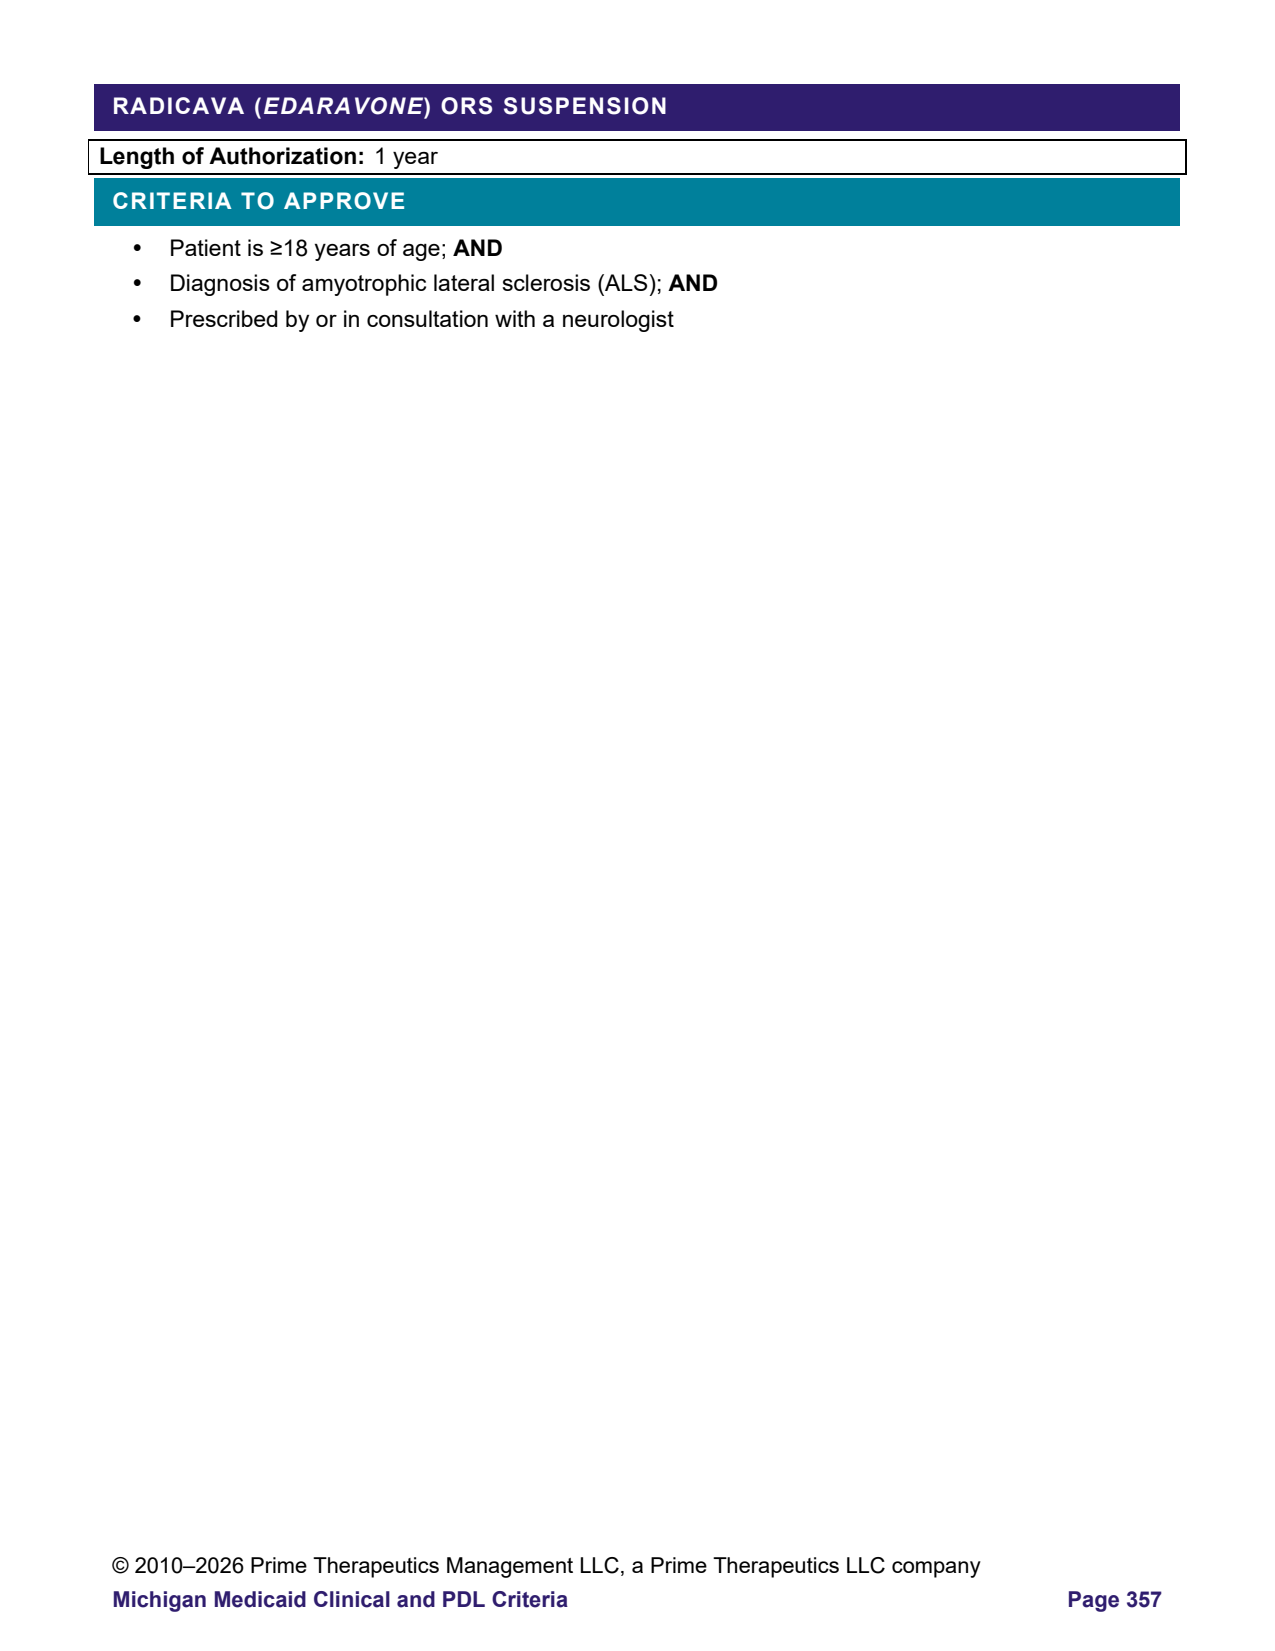 RADICAVA (EDARAVONE) ORS SUSPENSION
Length of Authorization: 1 year
CRITERIA TO APPROVE
• Patient is ≥18 years of age; AND
• Diagnosis of amyotrophic lateral sclerosis (ALS); AND
• Prescribed by or in consultation with a neurologist
© 2010–2026 Prime Therapeutics Management LLC, a Prime Therapeutics LLC company
Michigan Medicaid Clinical and PDL Criteria Page 357